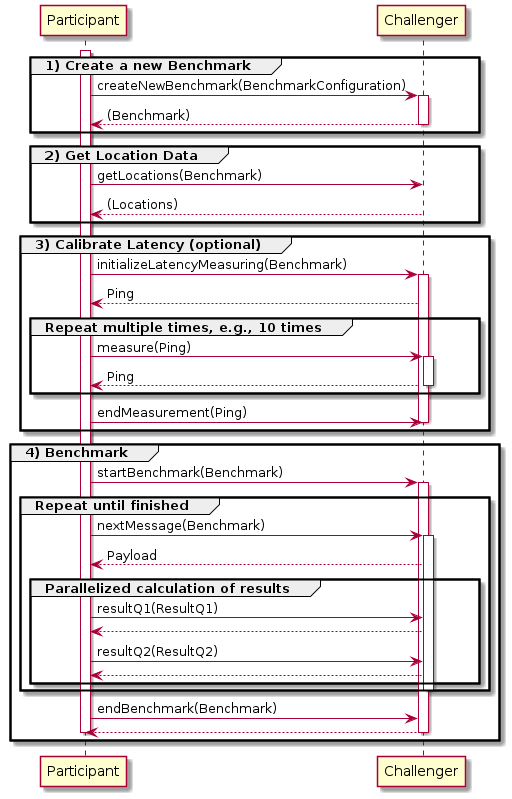 Participant
Challenger
1) Create a new Benchmark
createNewBenchmark(BenchmarkConfiguration)
(Benchmark)
2) Get Location Data
getLocations(Benchmark)
(Locations)
3) Calibrate Latency (optional)
initializeLatencyMeasuring(Benchmark)
Ping
Repeat multiple times, e.g., 10 times
measure(Ping)
Ping
endMeasurement(Ping)
4) Benchmark
startBenchmark(Benchmark)
Repeat until finished
nextMessage(Benchmark)
Payload
Parallelized calculation of results
resultQ1(ResultQ1)
resultQ2(ResultQ2)
endBenchmark(Benchmark)
Participant
Challenger